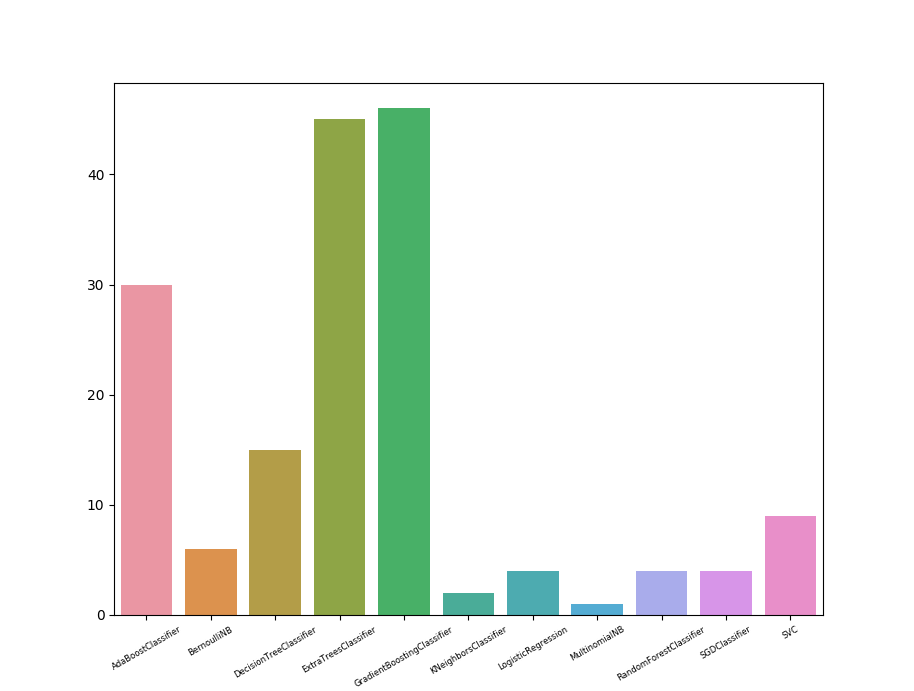 40
30
20
10
0
AdaBoostClassifier
BernoulliNB
DecisionTreeClassifier
ExtraTreesClassifier
GradientBoostingClassifier
KNeighborsClassifier
LogisticRegression
MultinomialNB
RandomForestClassifier
SGDClassifier
SVC